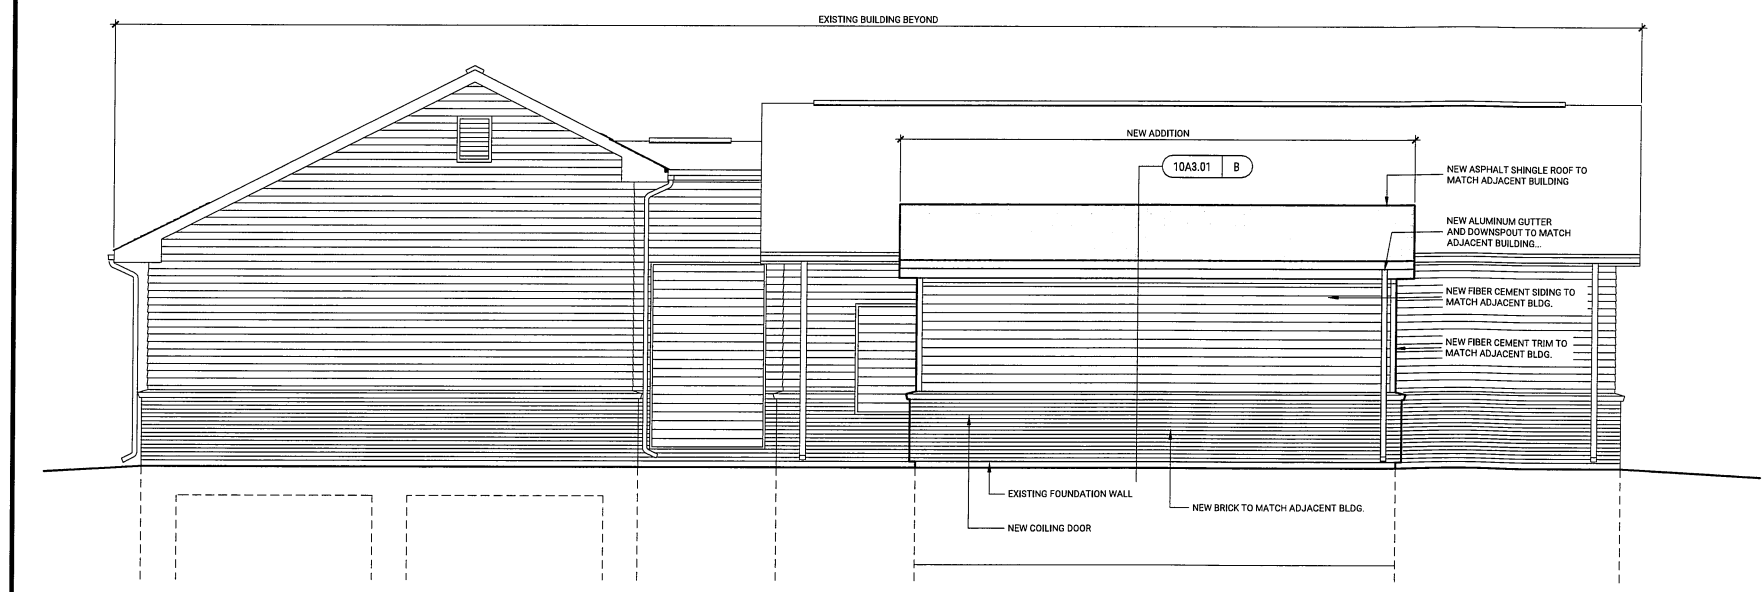 EXISTING BUILDING BEYOND
NEW ADDITION
10A3.01 B
NEW ASPHALT SHINGLE ROOF TO
MATCH ADJACENT BUILDING
NEW ALUMINUM GUTTER
AND DOWNSPOUT TO MATCH
ADJACENT BUILDING...
NEW FIBER CEMENT SIDING TO
MATCH ADJACENT BLDG.
NEW FIBER CEMENT TRIM TO
MATCH ADJACENT BLDG.
EXISTING FOUNDATION WALL
NEW BRICK TO MATCH ADJACENT BLDG.
NEW COILING DOOR